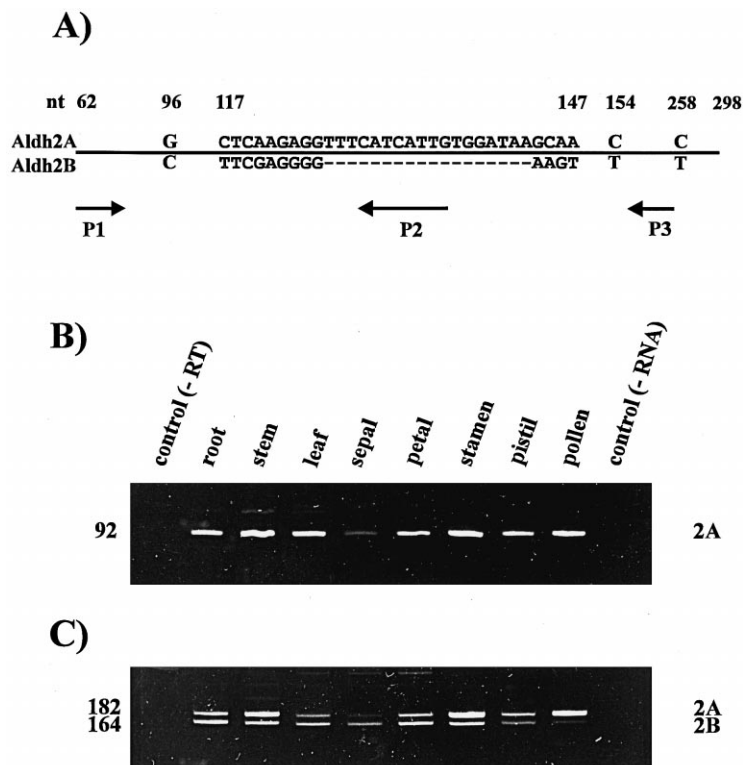 A)
nt 62 96 117 147 154 258 298
Aldh2A G CTCAAGAGGTTTCATCATTGTGGATAAGCAA C C
Aldh2B C TTCGAGGGG------------------AAGT T T
P1 P2 P3
B)
control (- RT) root stem leaf sepal petal stamen pistil pollen control (- RNA)
92 2A
C)
182 2A
164 2B